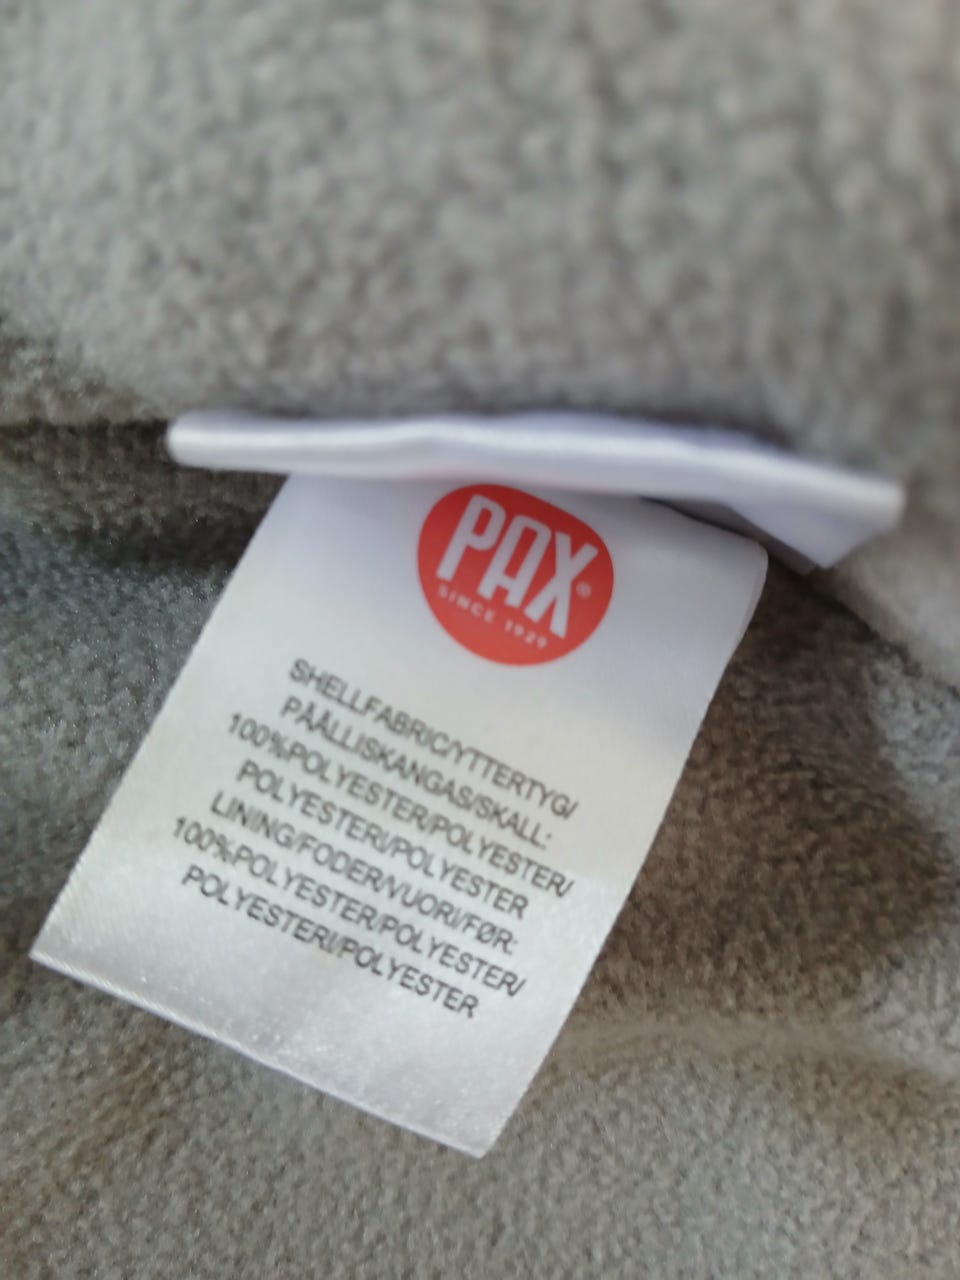 PAX®
SINCE 1929
SHELLFABRIC/YTTERTYG/
PÄÄLLISKANGAS/SKALL:
100%POLYESTER/POLYESTER/
POLYESTERI/POLYESTER
LINING/FODER/VUORI/FØR:
100%POLYESTER/POLYESTER/
POLYESTERI/POLYESTER